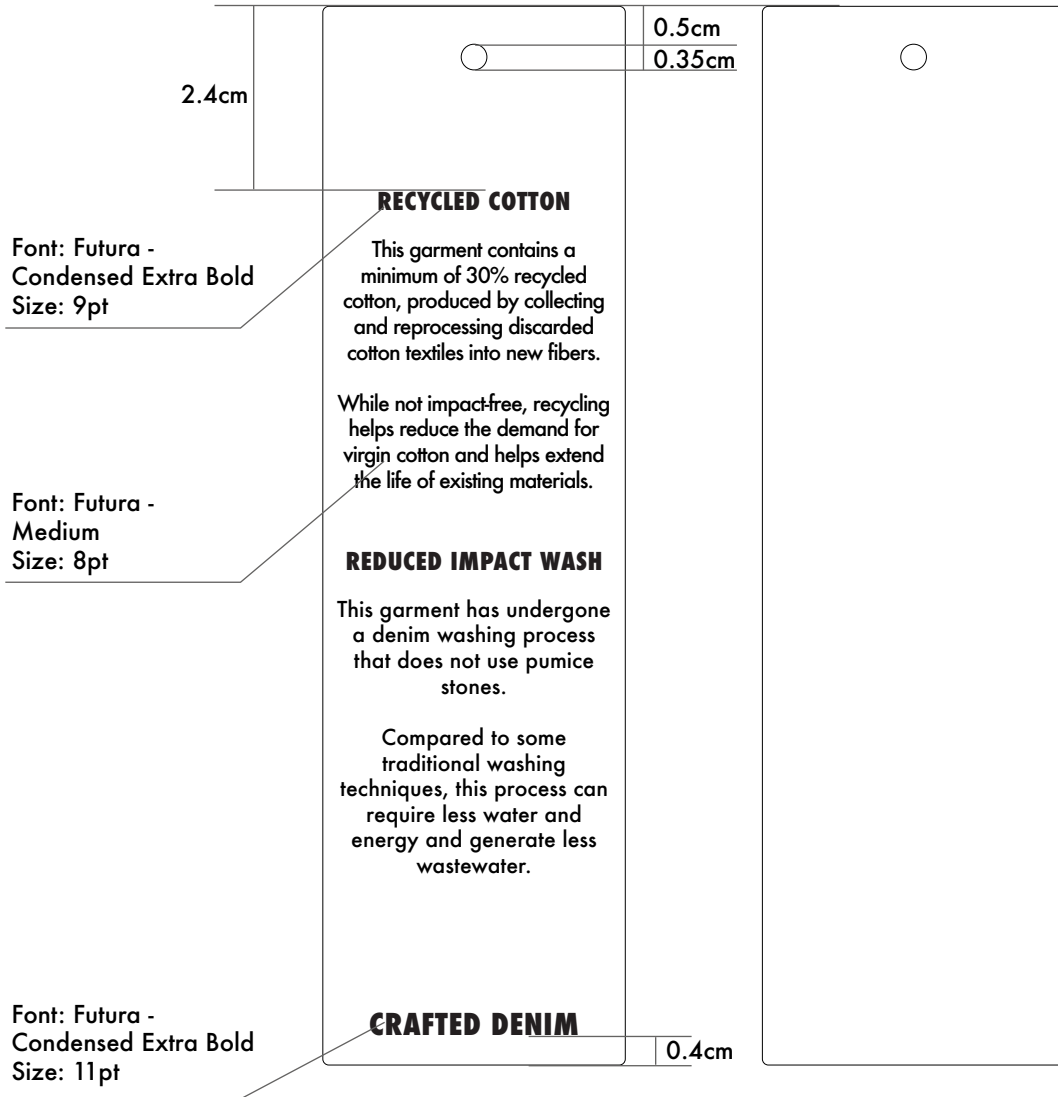 0.5cm
0.35cm
2.4cm
RECYCLED COTTON
Font: Futura -
Condensed Extra Bold
Size: 9pt
This garment contains a
minimum of 30% recycled
cotton, produced by collecting
and reprocessing discarded
cotton textiles into new fibers.
While not impact-free, recycling
helps reduce the demand for
virgin cotton and helps extend
the life of existing materials.
Font: Futura -
Medium
Size: 8pt
REDUCED IMPACT WASH
This garment has undergone
a denim washing process
that does not use pumice
stones.
Compared to some
traditional washing
techniques, this process can
require less water and
energy and generate less
wastewater.
Font: Futura -
Condensed Extra Bold
Size: 11pt
CRAFTED DENIM
0.4cm